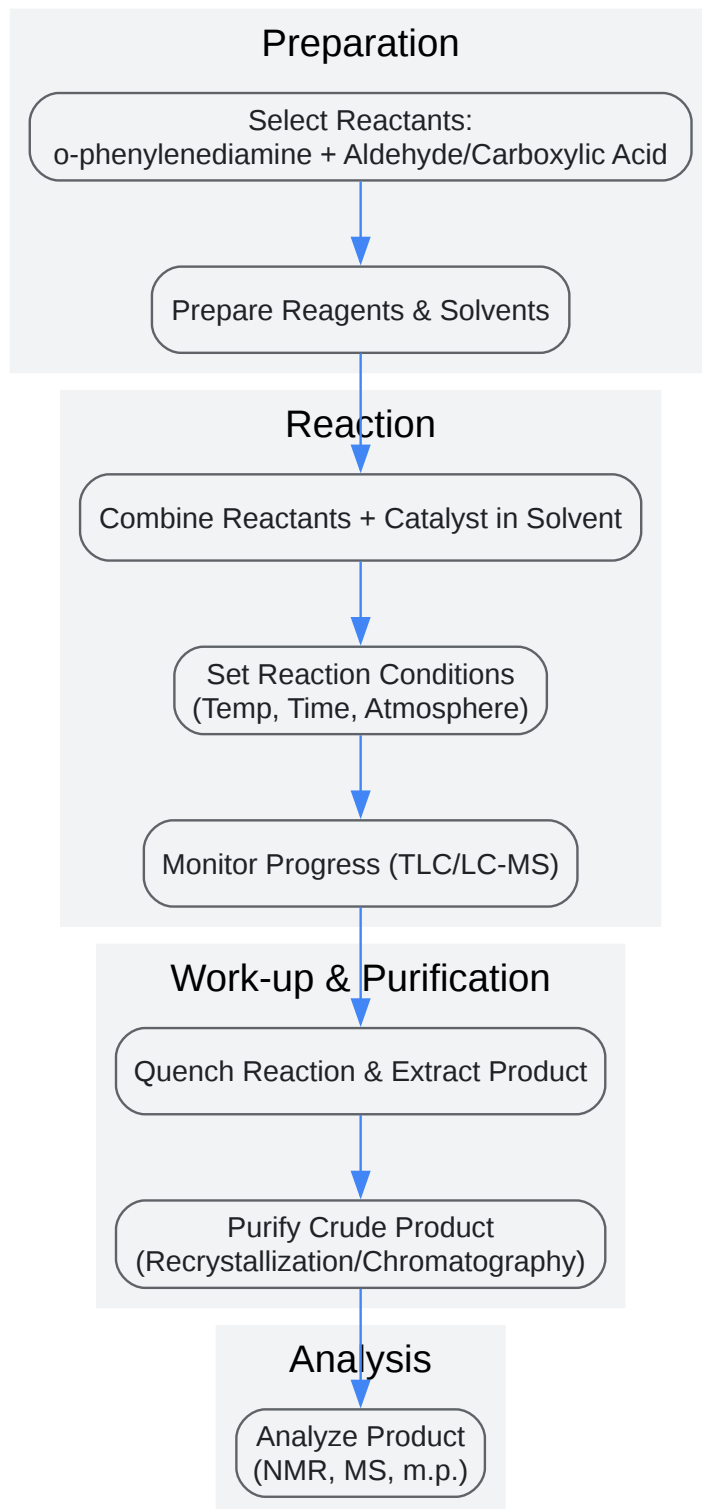 Preparation
Select Reactants:
o-phenylenediamine + Aldehyde/Carboxylic Acid
Prepare Reagents & Solvents
Reaction
Combine Reactants + Catalyst in Solvent
Set Reaction Conditions
(Temp, Time, Atmosphere)
Monitor Progress (TLC/LC-MS)
Work-up & Purification
Quench Reaction & Extract Product
Purify Crude Product
(Recrystallization/Chromatography)
Analysis
Analyze Product
(NMR, MS, m.p.)